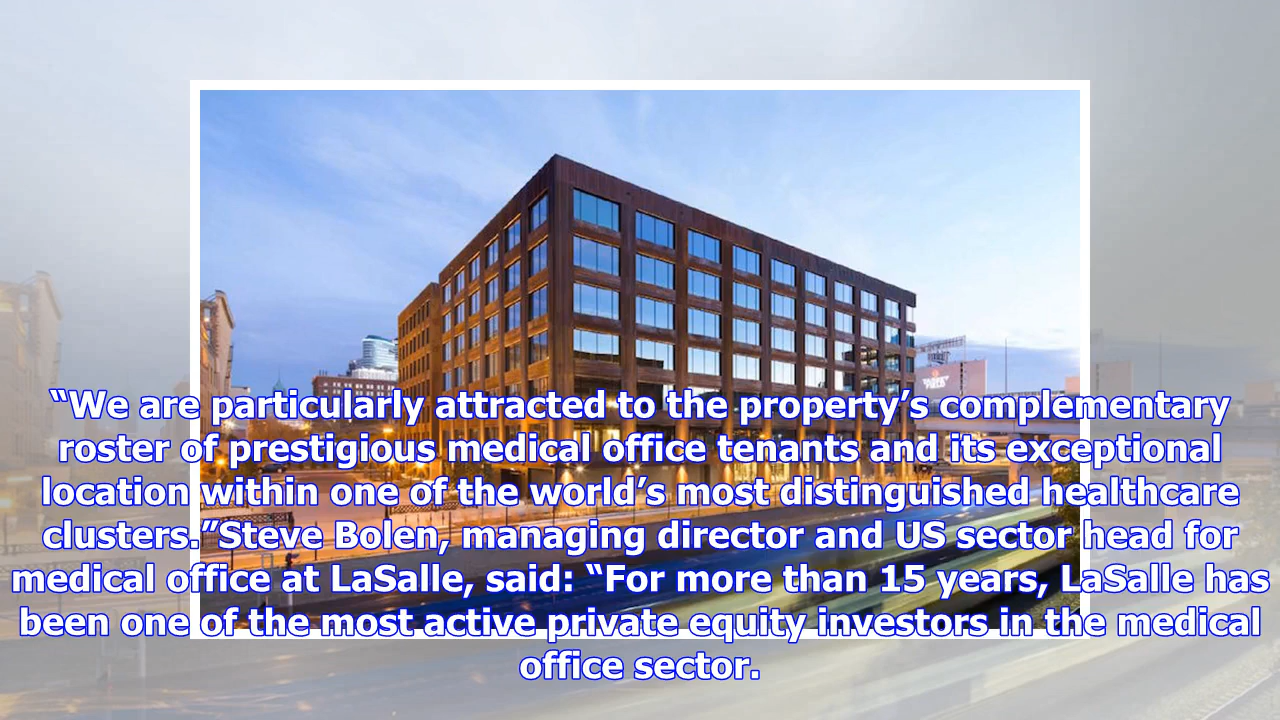 “We are particularly attracted to the property’s complementary
roster of prestigious medical office tenants and its exceptional
location within one of the world’s most distinguished healthcare
clusters.”Steve Bolen, managing director and US sector head for
medical office at LaSalle, said: “For more than 15 years, LaSalle has
been one of the most active private equity investors in the medical
office sector.